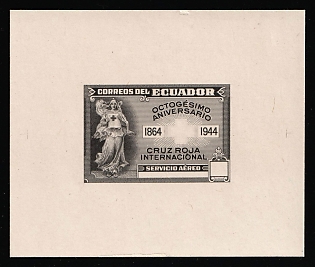 CORREOS DEL ECUADOR
OCTOGÉSIMO
ANIVERSARIO
1864 1944
CRUZ ROJA
INTERNACIONAL
SERVICIO AÉREO